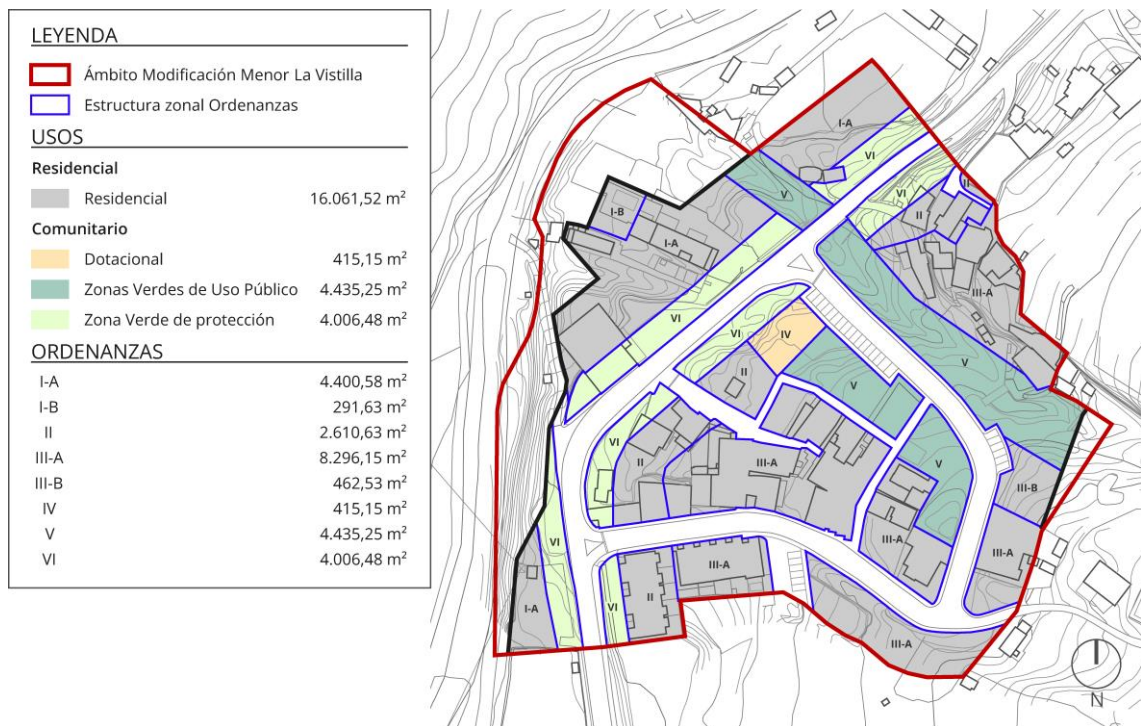 LEYENDA
Ámbito Modificación Menor La Vistilla
Estructura zonal Ordenanzas
USOS
Residencial
Residencial 16.061,52 m²
Comunitario
Dotacional 415,15 m²
Zonas Verdes de Uso Público 4.435,25 m²
Zona Verde de protección 4.006,48 m²
ORDENANZAS
I-A 4.400,58 m²
I-B 291,63 m²
II 2.610,63 m²
III-A 8.296,15 m²
III-B 462,53 m²
IV 415,15 m²
V 4.435,25 m²
VI 4.006,48 m²
I-A
VI
V
VI
II
II
I-B
I-A
III-A
VI
VI
IV
II
V
V
VI
II
III-A
V
III-B
VI
III-A
III-A
I-A
VI
II
III-A
III-A
N